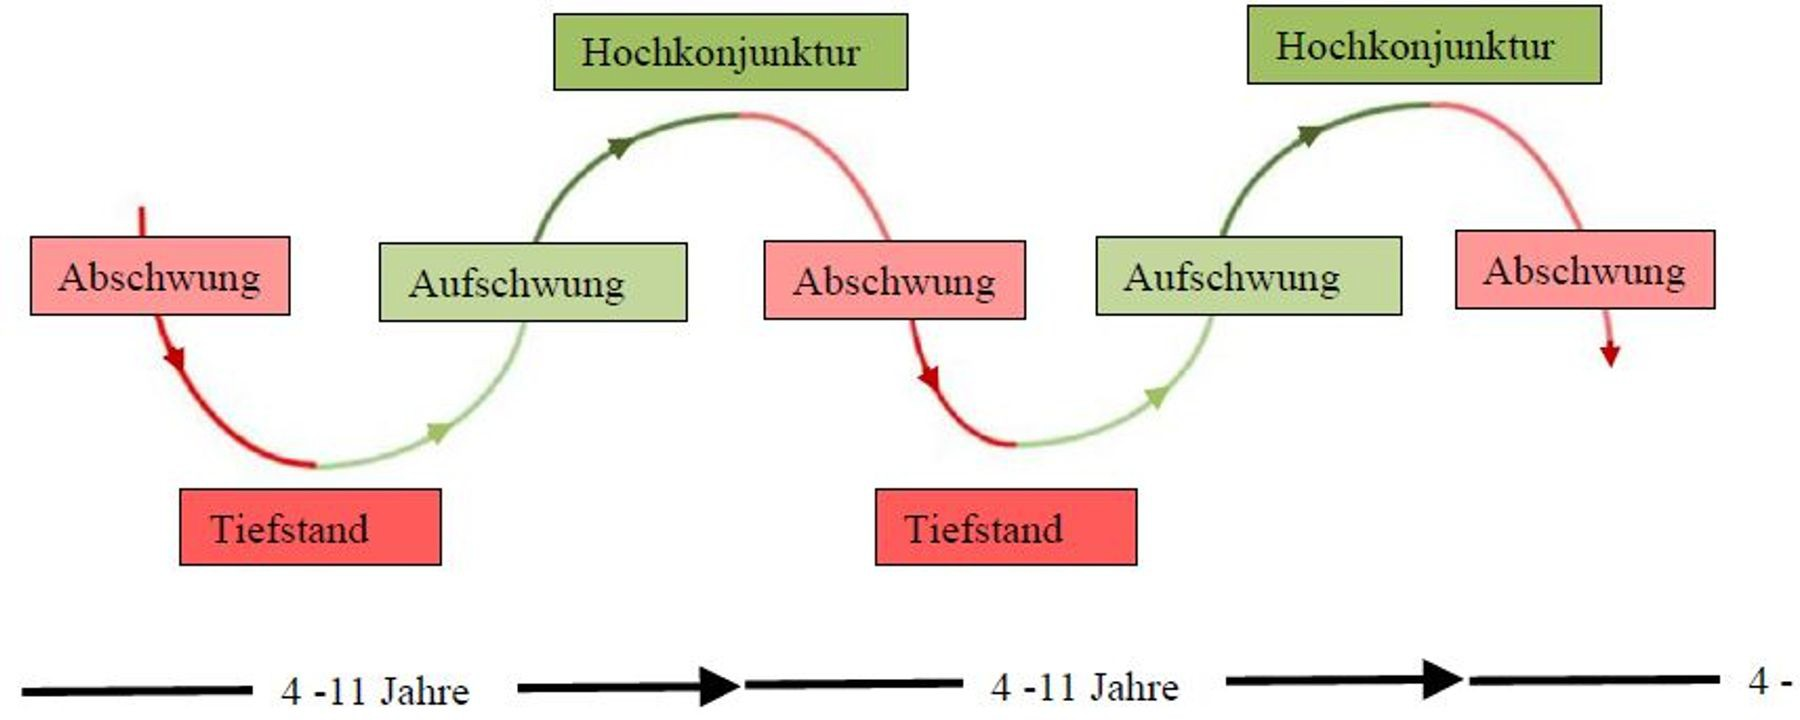 Hochkonjunktur
Hochkonjunktur
Abschwung
Aufschwung
Abschwung
Aufschwung
Abschwung
Tiefstand
Tiefstand
4 -11 Jahre
4 -11 Jahre
4 -